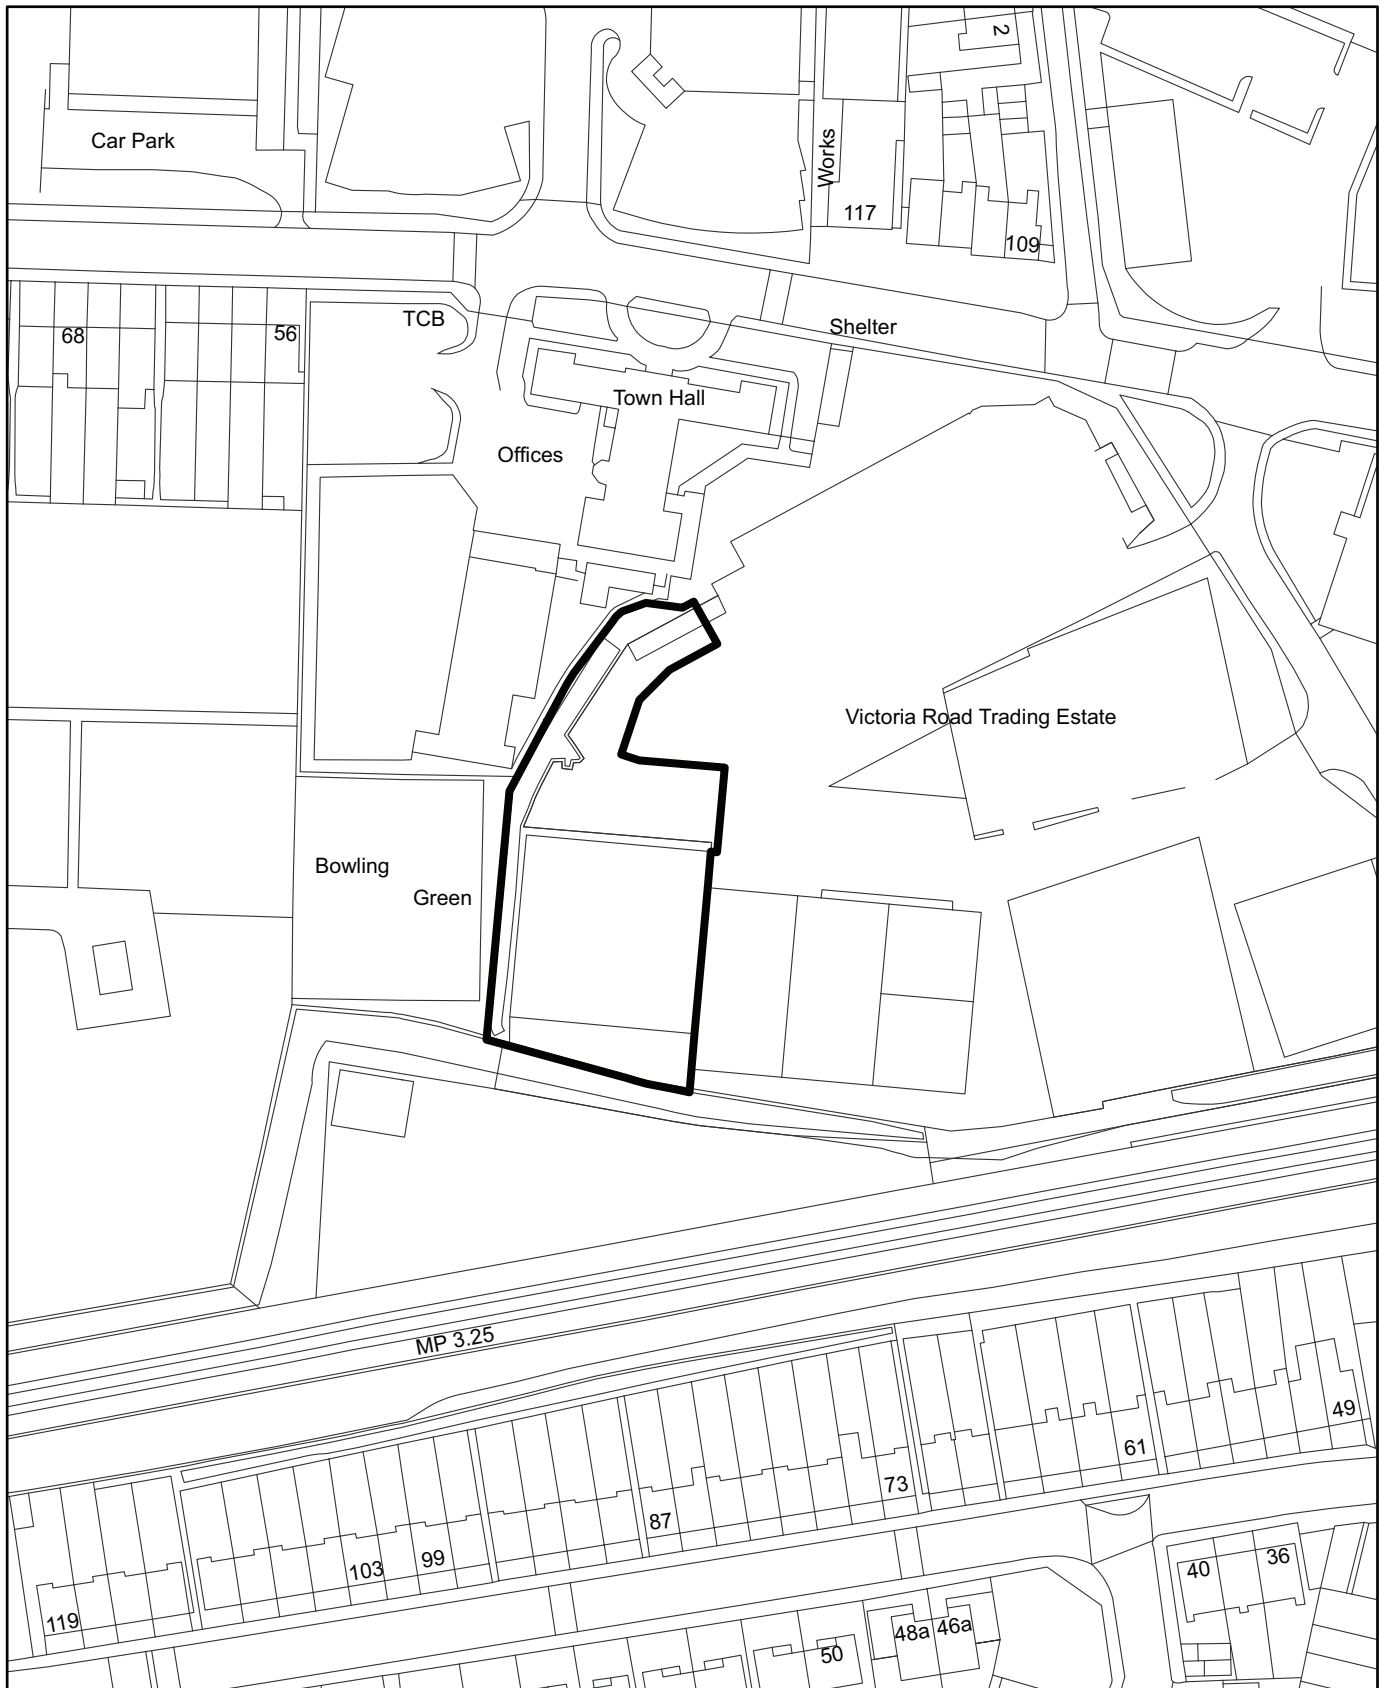 2
Car Park
Works
117
109
TCB
Shelter
68
56
Town Hall
Offices
Victoria Road Trading Estate
Bowling
Green
MP 3.25
49
61
73
87
99
103
119
36
40
46a
48a
50